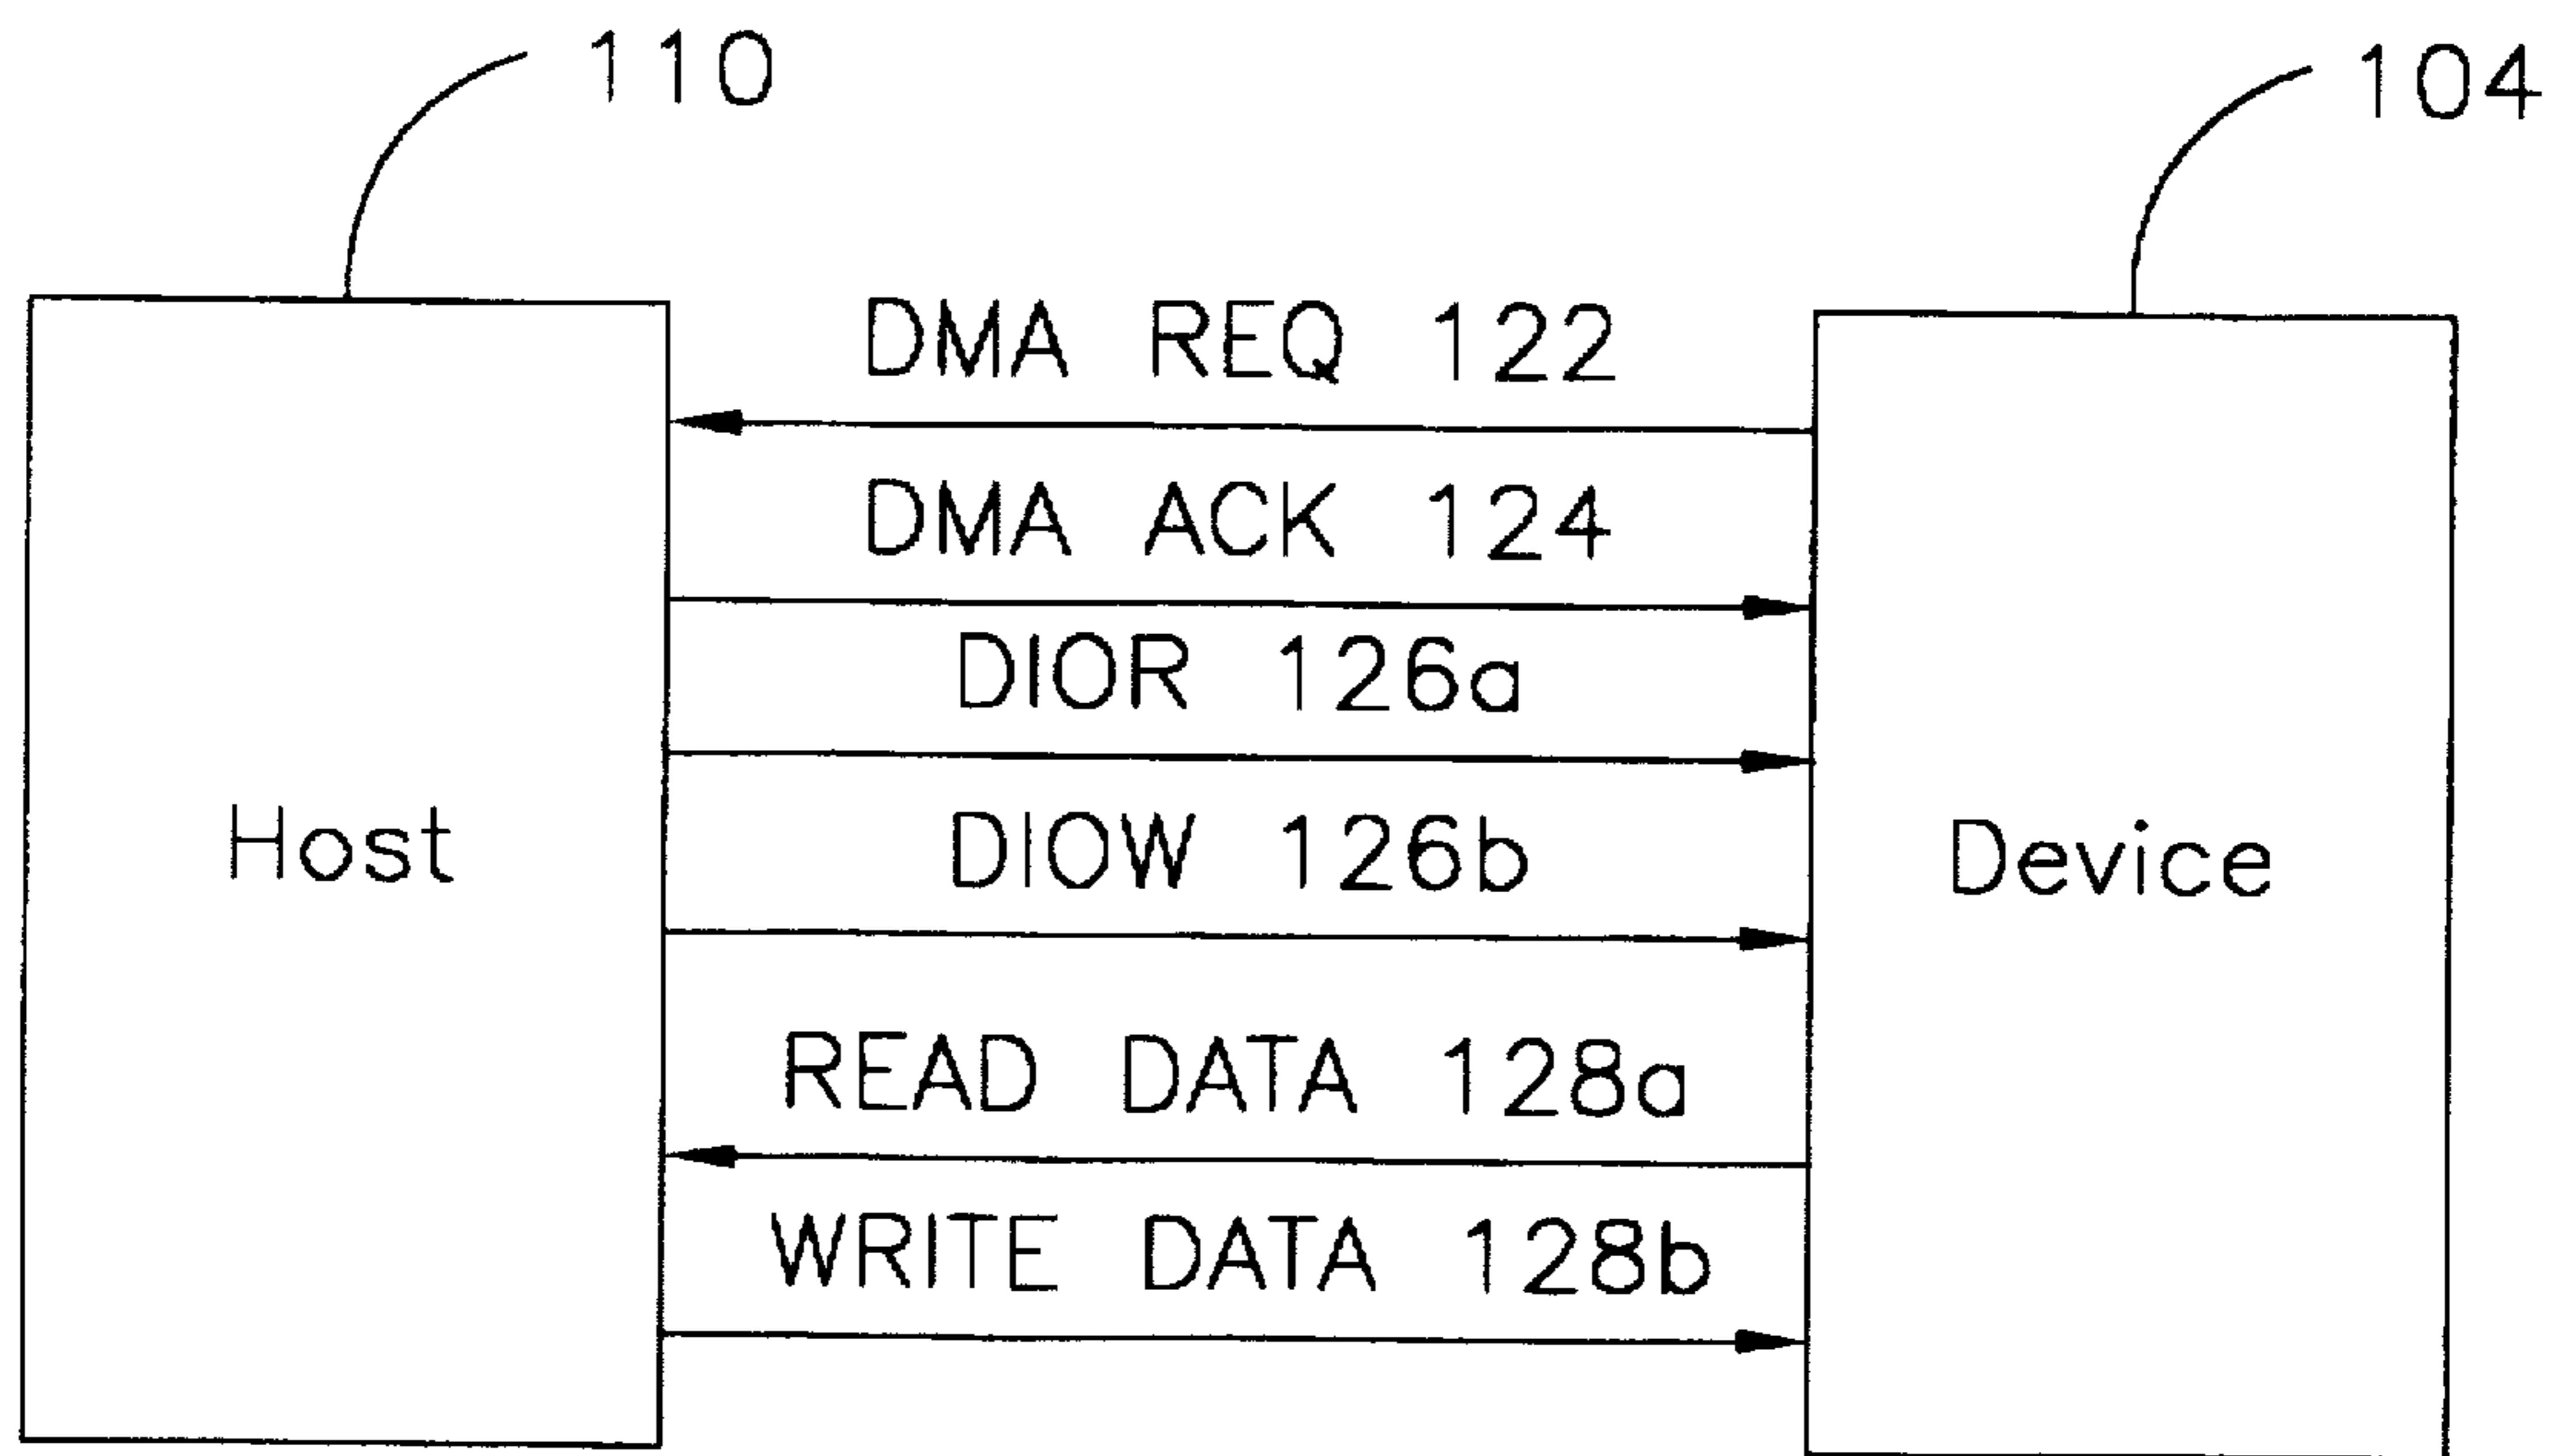 110
104
DMA REQ 122
DMA ACK 124
DIOR 126a
DIOW 126b
Host
Device
READ DATA 128a
WRITE DATA 128b